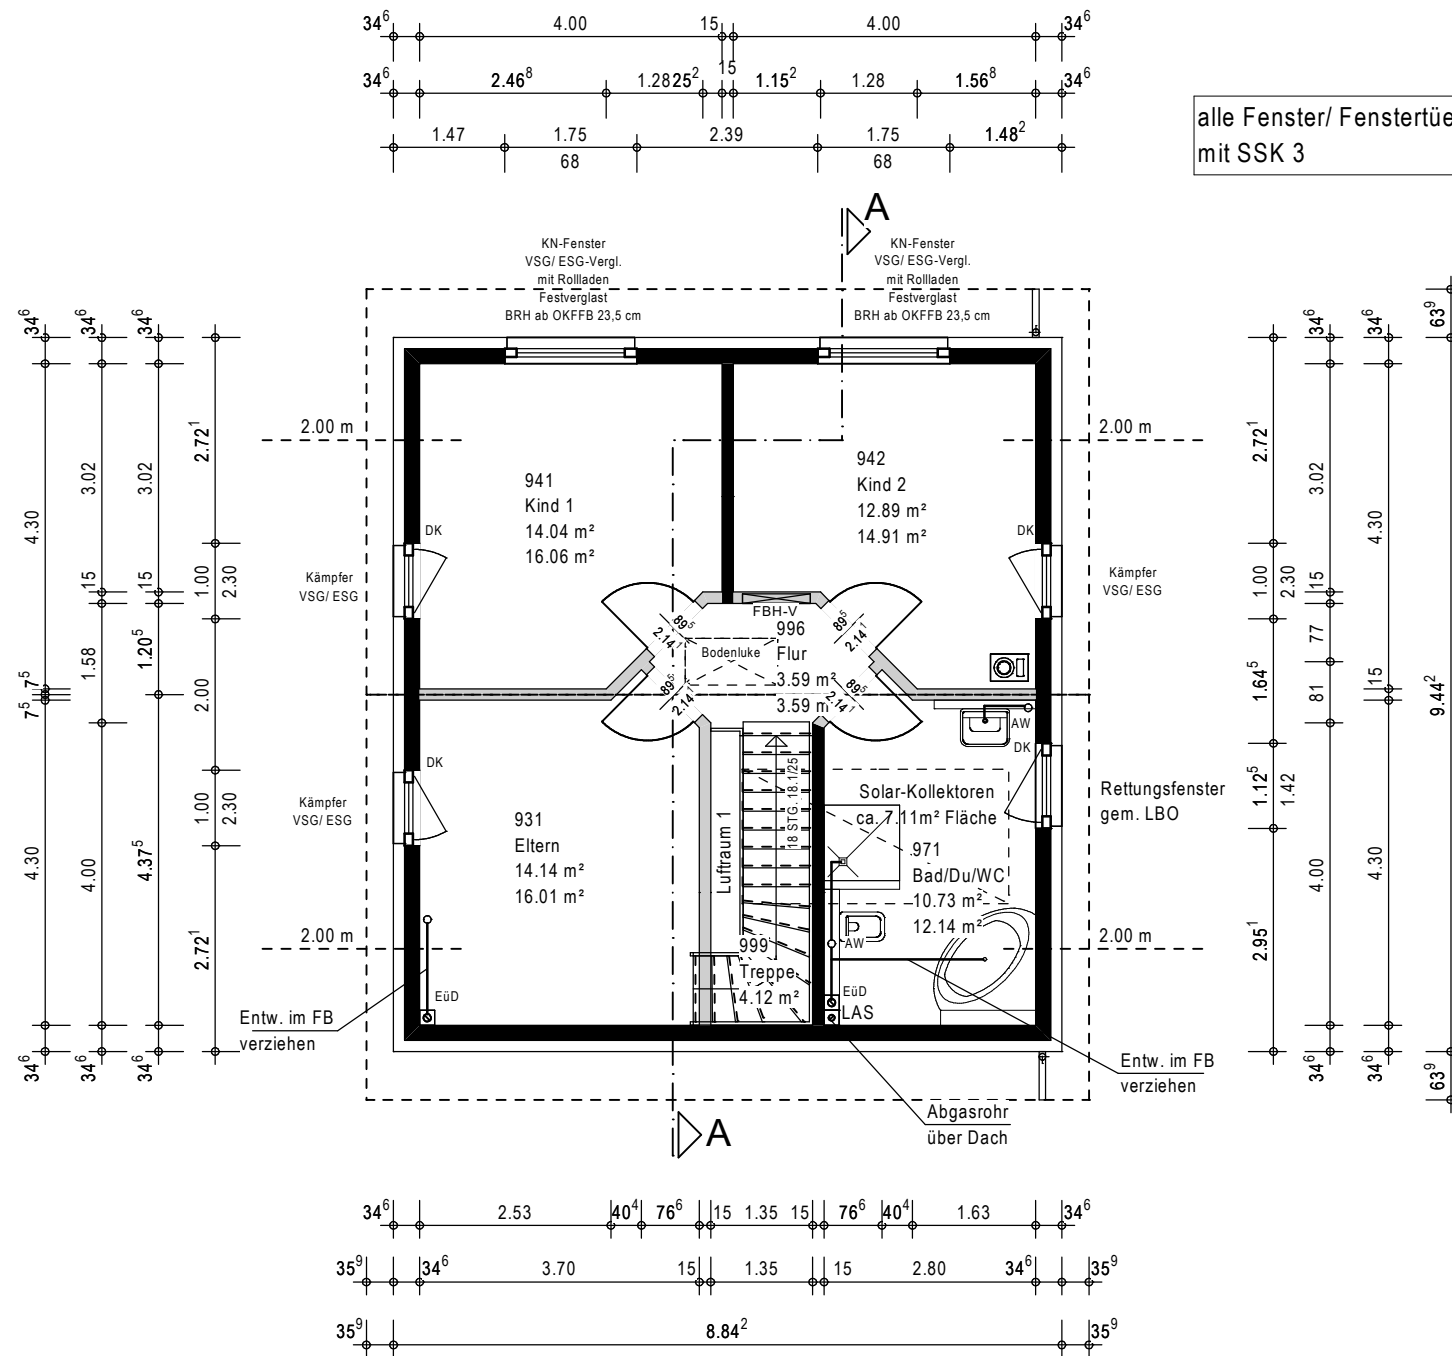 34⁶ 4.00 15 4.00 34⁶
15
34⁶ 2.46⁸ 1.28 25² 1.15² 1.28 1.56⁸ 34⁶
1.47 1.75 2.39 1.75 1.48²
68 68
alle Fenster/ Fenstertüe
mit SSK 3
A
KN-Fenster
VSG/ ESG-Vergl.
mit Rollladen
Festverglast
BRH ab OKFFB 23,5 cm
KN-Fenster
VSG/ ESG-Vergl.
mit Rollladen
Festverglast
BRH ab OKFFB 23,5 cm
34⁶ 4.30 7⁵ 7⁵ 4.30 34⁶
34⁶ 3.02 15 1.58 4.00 34⁶
34⁶ 3.02 15 1.20⁵ 4.37⁵ 34⁶
2.72¹ 1.00 2.00 1.00 2.72¹
2.30 2.30
2.00 m
2.00 m
941
Kind 1
14.04 m²
16.06 m²
942
Kind 2
12.89 m²
14.91 m²
DK
DK
Kämpfer
VSG/ ESG
Kämpfer
VSG/ ESG
FBH-V
89⁵
2.14¹
89⁵
2.14¹
996
Flur
3.59 m²
3.59 m
Bodenluke
89⁵
2.14
89⁵
2.14¹
AW
DK
DK
Kämpfer
VSG/ ESG
Rettungsfenster
gem. LBO
18 STG. 18.1/25
Luftraum 1
Solar-Kollektoren
ca. 7.11m² Fläche
931
Eltern
14.14 m²
16.01 m²
971
Bad/Du/WC
10.73 m²
12.14 m²
2.00 m
2.00 m
999
Treppe
4.12 m²
AW
EüD
EüD
LAS
Entw. im FB
verziehen
Entw. im FB
verziehen
Abgasrohr
über Dach
A
2.72¹ 1.00 1.64⁵ 1.12⁵ 2.95¹
2.30 1.42
34⁶ 3.02 15 77 81 4.00 34⁶
34⁶ 4.30 15 4.30 34⁶
63⁹ 9.44² 63⁹
34⁶ 2.53 40⁴ 76⁶ 15 1.35 15 76⁶ 40⁴ 1.63 34⁶
35⁹ 34⁶ 3.70 15 1.35 15 2.80 34⁶ 35⁹
35⁹ 8.84² 35⁹